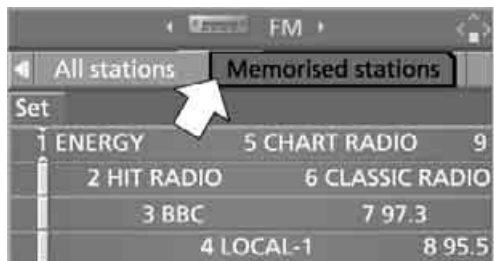 FM
All stations Memorised stations
Set
1 ENERGY 5 CHART RADIO 9
2 HIT RADIO 6 CLASSIC RADIO
3 BBC 7 97.3
4 LOCAL-1 8 95.5